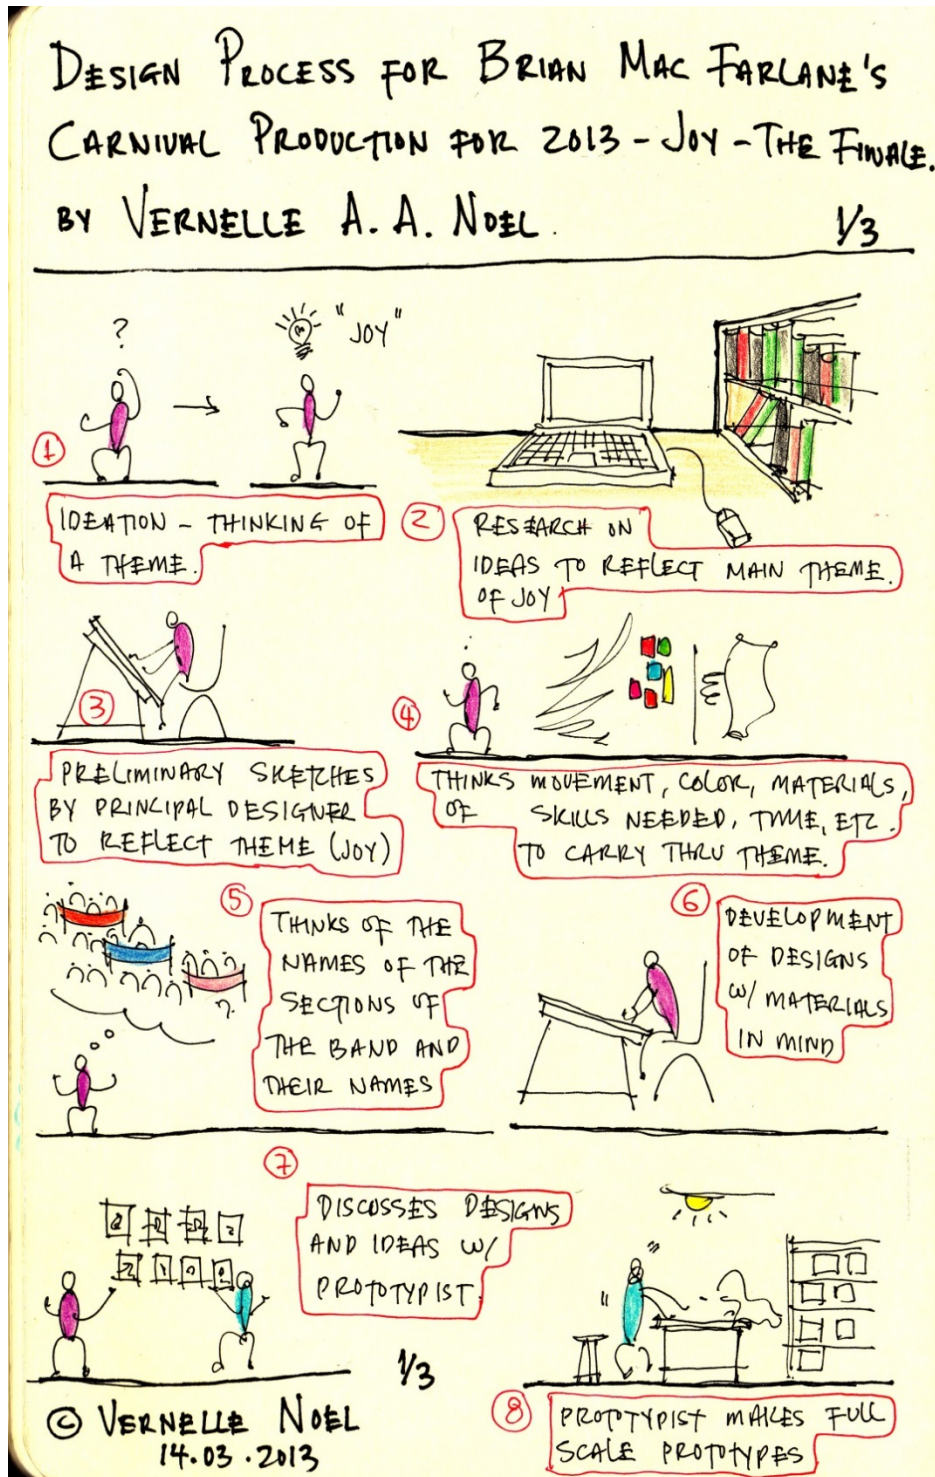 DESIGN PROCESS FOR BRIAN MAC FARLANE'S
CARNIVAL PRODUCTION FOR 2013 - JOY - THE FINALE.
BY VERNELLE A. A. NOEL. 1/3
?
"JOY"
1
IDEATION - THINKING OF
A THEME.
2
RESEARCH ON
IDEAS TO REFLECT MAIN THEME.
OF JOY
3
PRELIMINARY SKETCHES
BY PRINCIPAL DESIGNER
TO REFLECT THEME (JOY)
4
THINKS MOVEMENT, COLOR, MATERIALS,
OF SKILLS NEEDED, TIME, ETC.
TO CARRY THRU THEME.
5
THINKS OF THE
NAMES OF THE
SECTIONS OF
THE BAND AND
THEIR NAMES
6
DEVELOPMENT
OF DESIGNS
W/ MATERIALS
IN MIND
7
DISCUSSES DESIGNS
AND IDEAS W/
PROTOTYPIST.
8
PROTOTYPIST MAKES FULL
SCALE PROTOTYPES
1/3
© VERNELLE NOEL
14.03.2013